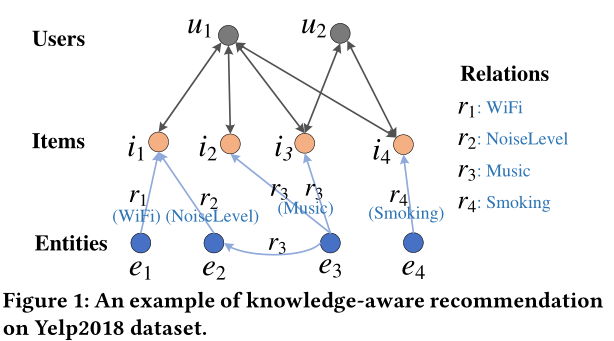 Users
u1
u2
Relations
r1: WiFi
r2: NoiseLevel
r3: Music
r4: Smoking
Items
i1
i2
i3
i4
r1
(WiFi)
r2
(NoiseLevel)
r3
r3
(Music)
r4
(Smoking)
Entities
r3
e1
e2
e3
e4
Figure 1: An example of knowledge-aware recommendation
on Yelp2018 dataset.